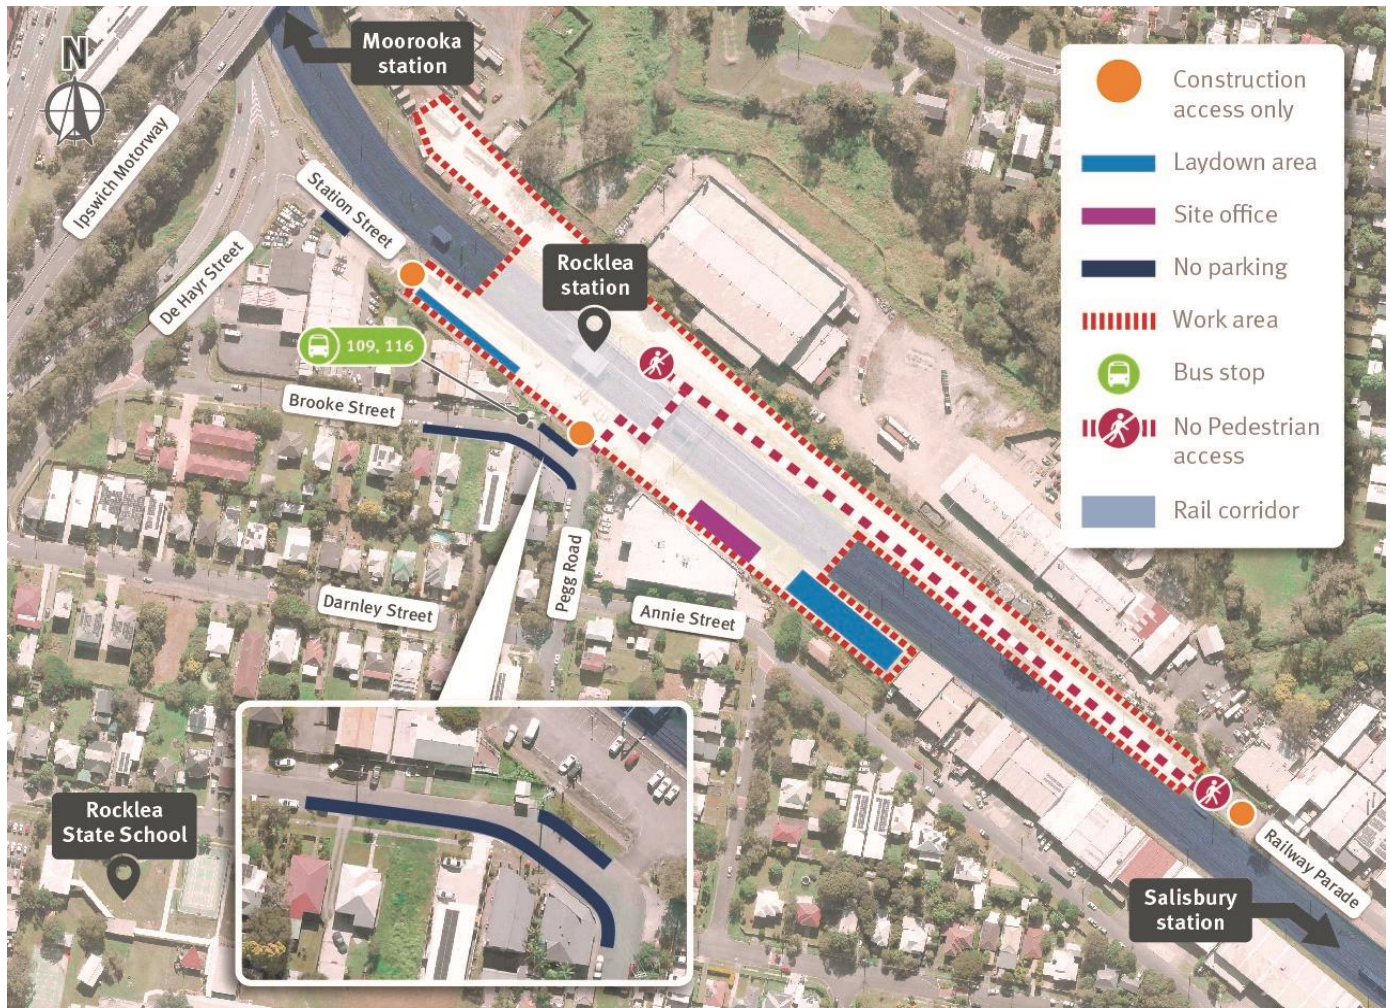 N
Moorooka
station
Ipswich Motorway
Station Street
De Hayr Street
Rocklea
station
109, 116
Brooke Street
Pegg Road
Darnley Street
Annie Street
Rocklea
State School
Railway Parade
Salisbury
station
Construction
access only
Laydown area
Site office
No parking
Work area
Bus stop
No Pedestrian
access
Rail corridor